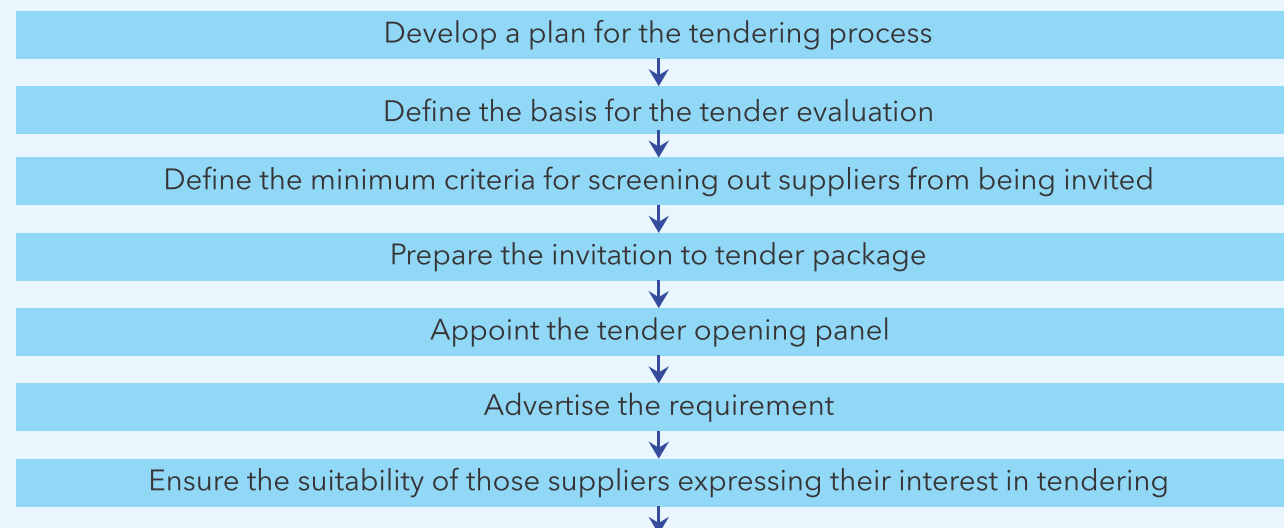 Develop a plan for the tendering process
Define the basis for the tender evaluation
Define the minimum criteria for screening out suppliers from being invited
Prepare the invitation to tender package
Appoint the tender opening panel
Advertise the requirement
Ensure the suitability of those suppliers expressing their interest in tendering